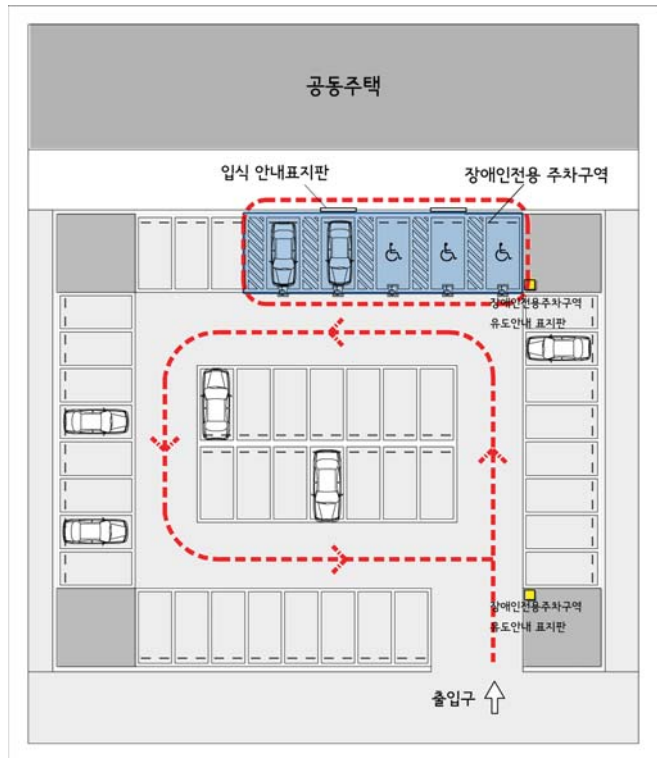 공동주택
입식 안내표지판
장애인전용 주차구역
장애인전용주차구역
유도안내 표지판
장애인전용주차구역
유도안내 표지판
출입구